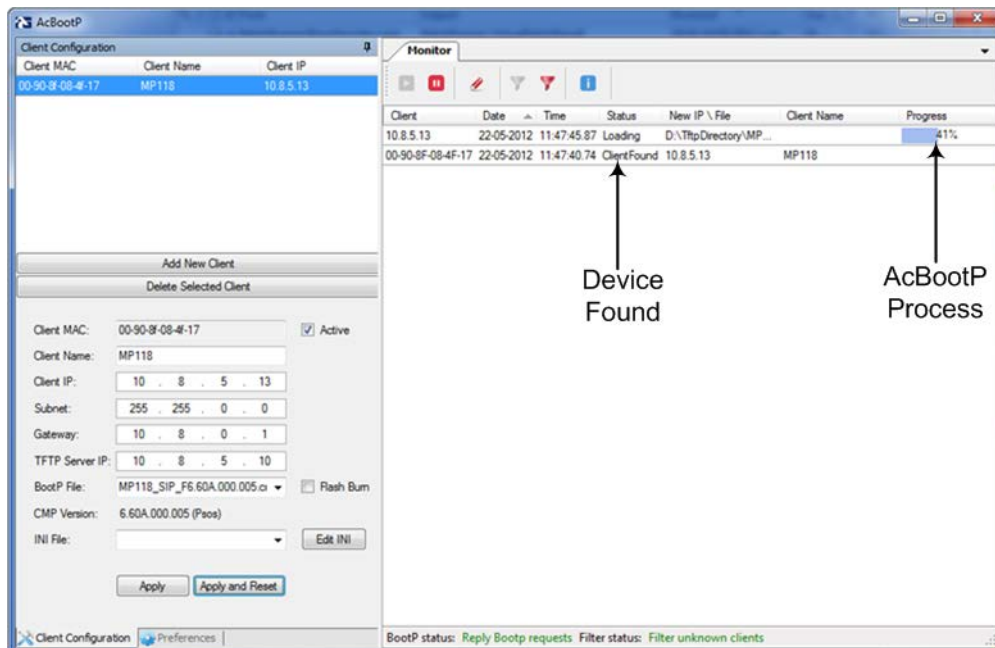 AcBootP
Client Configuration
Client MAC Client Name Client IP
00-90-8f-08-4f-17 MP118 10.8.5.13
Add New Client
Delete Selected Client
Client MAC: 00-90-8f-08-4f-17 Active
Client Name: MP118
Client IP: 10 . 8 . 5 . 13
Subnet: 255 . 255 . 0 . 0
Gateway: 10 . 8 . 0 . 1
TFTP Server IP: 10 . 8 . 5 . 10
BootP File: MP118_SIP_F6.60A.000.005.c Flash Burn
CMP Version: 6.60A.000.005 (Psos)
INI File: Edit INI
Apply Apply and Reset
Client Configuration Preferences
Monitor
Client Date Time Status New IP \ File Client Name Progress
10.8.5.13 22-05-2012 11:47:45.87 Loading D:\TftpDirectory\MP... 41%
00-90-8F-08-4F-17 22-05-2012 11:47:40.74 ClientFound 10.8.5.13 MP118
Device
Found
AcBootP
Process
BootP status: Reply Bootp requests Filter status: Filter unknown clients